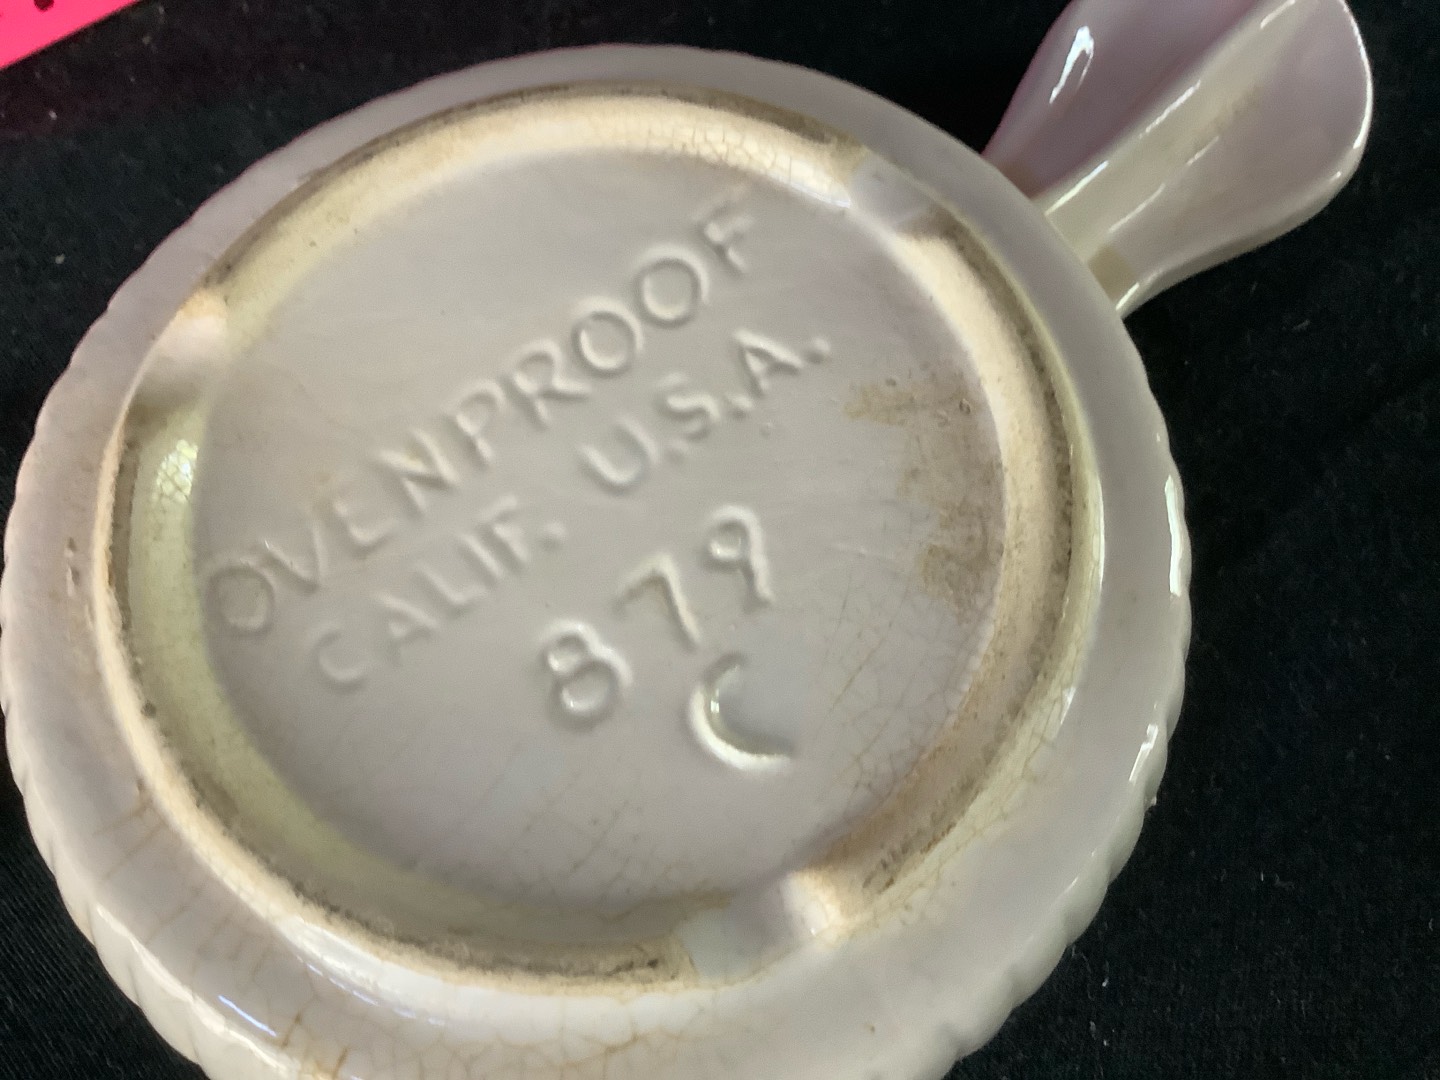 OVENPROOF
CALIF. U.S.A.
879
C